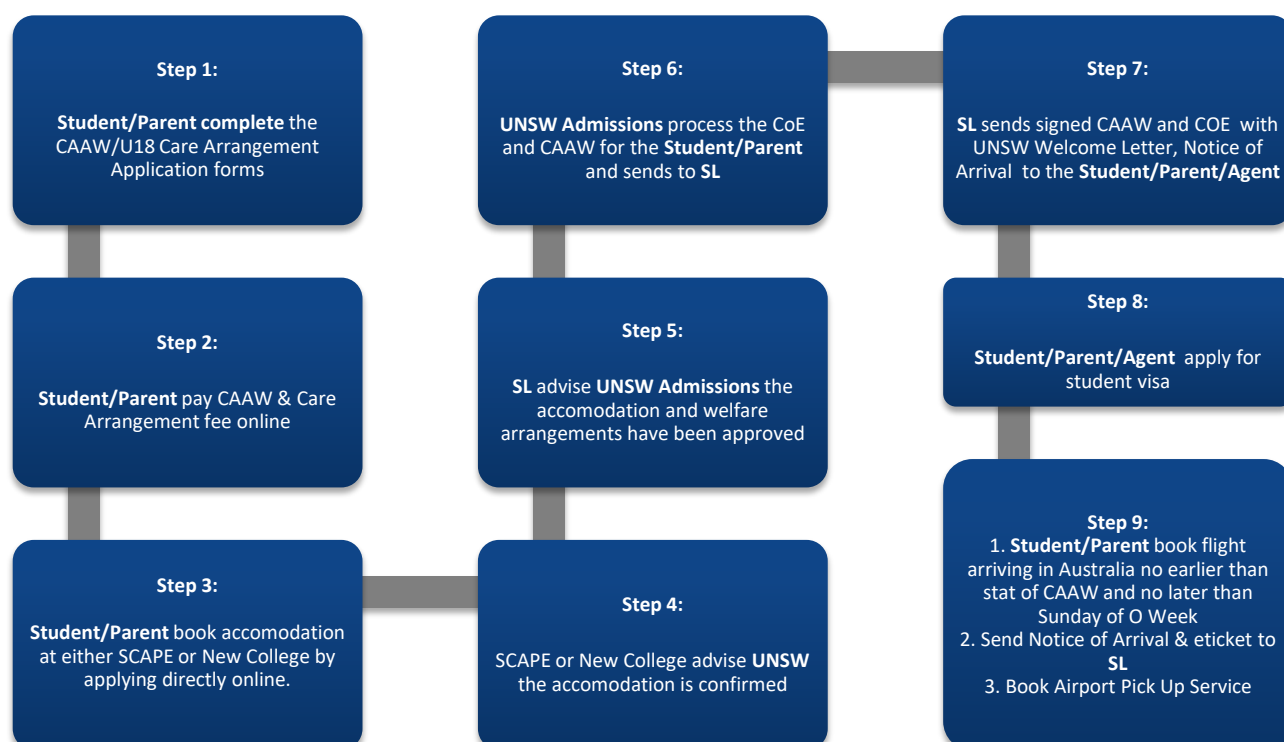 Step 1:
Student/Parent complete the
CAAW/U18 Care Arrangement
Application forms
Step 2:
Student/Parent pay CAAW & Care
Arrangement fee online
Step 3:
Student/Parent book accomodation
at either SCAPE or New College by
applying directly online.
Step 4:
SCAPE or New College advise UNSW
the accomodation is confirmed
Step 5:
SL advise UNSW Admissions the
accomodation and welfare
arrangements have been approved
Step 6:
UNSW Admissions process the CoE
and CAAW for the Student/Parent
and sends to SL
Step 7:
SL sends signed CAAW and COE with
UNSW Welcome Letter, Notice of
Arrival to the Student/Parent/Agent
Step 8:
Student/Parent/Agent apply for
student visa
Step 9:
1. Student/Parent book flight
arriving in Australia no earlier than
stat of CAAW and no later than
Sunday of O Week
2. Send Notice of Arrival & eticket to
SL
3. Book Airport Pick Up Service